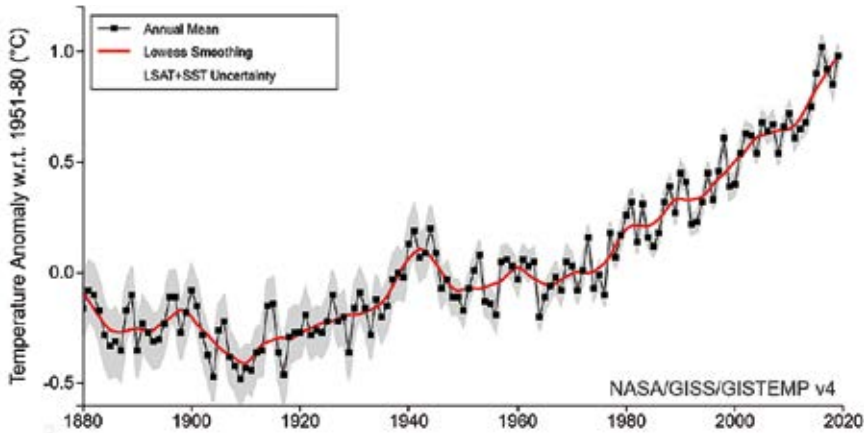 Annual Mean
Lowess Smoothing
LSAT+SST Uncertainty
Temperature Anomaly w.r.t. 1951-80 (°C)
1.0
0.5
0.0
-0.5
NASA/GISS/GISTEMP v4
1880 1900 1920 1940 1960 1980 2000 2020